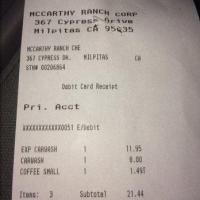 MCCARTHY RANCH CORP
367 Cypress Drive
Milpitas CA 95035
MCCARTHY RANCH CHE
367 CYPRESS DR. MILPITAS CA
STN# 00206864
Debit Card Receipt
Pri. Acct
XXXXXXXXXXXX0051 E/Debit
EXP CARWASH 1 11.95
CARWASH 1 8.00
COFFEE SMALL 1 1.49T
Items: 3 Subtotal 21.44